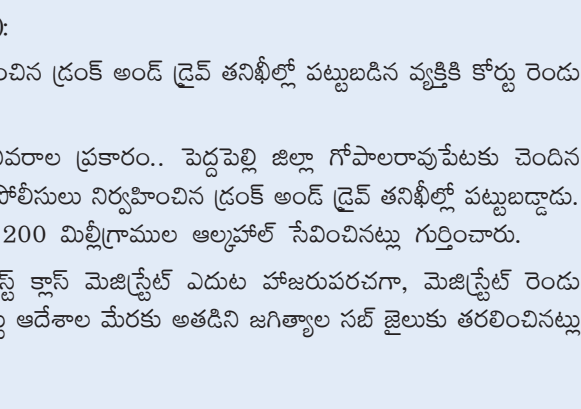 :
డ్రంక్ అండ్ డ్రైవ్ తనిఖీల్లో పట్టుబడిన వ్యక్తికి కోర్టు రెండు
ప్రకారం.. పెద్దపెల్లి జిల్లా గోపాలరావుపేటకు చెందిన
నిర్వహించిన డ్రంక్ అండ్ డ్రైవ్ తనిఖీల్లో పట్టుబడ్డాడు.
200 మిల్లీగ్రాముల ఆల్కహాల్ సేవించినట్లు గుర్తించారు.
క్లాస్ మెజిస్ట్రేట్ ఎదుట హాజరుపరచగా, మెజిస్ట్రేట్ రెండు
ఆదేశాల మేరకు అతడిని జగిత్యాల సబ్ జైలుకు తరలించినట్లు